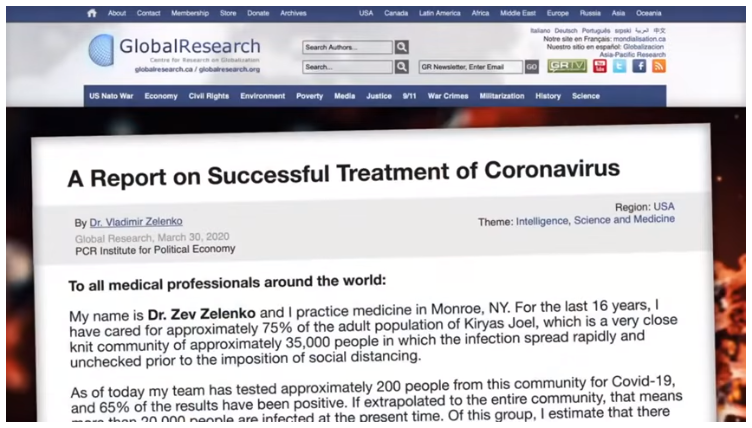 About Contact Membership Store Donate Archives USA Canada Latin America Africa Middle East Europe Russia Asia Oceania
Italiano Deutsch Português srpski العربية 中文
Notre site en Français: mondialisation.ca
Nuestro sitio en español: Globalizacion
Asia-Pacific Research
GlobalResearch
Centre for Research on Globalization
globalresearch.ca / globalresearch.org
Search Authors...
Search...
GR Newsletter, Enter Email GO GRTV You Tube
US Nato War Economy Civil Rights Environment Poverty Media Justice 9/11 War Crimes Militarization History Science
A Report on Successful Treatment of Coronavirus
By Dr. Vladimir Zelenko
Global Research, March 30, 2020
PCR Institute for Political Economy
Region: USA
Theme: Intelligence, Science and Medicine
To all medical professionals around the world:
My name is Dr. Zev Zelenko and I practice medicine in Monroe, NY. For the last 16 years, I
have cared for approximately 75% of the adult population of Kiryas Joel, which is a very close
knit community of approximately 35,000 people in which the infection spread rapidly and
unchecked prior to the imposition of social distancing.
As of today my team has tested approximately 200 people from this community for Covid-19,
and 65% of the results have been positive. If extrapolated to the entire community, that means
more than 20,000 people are infected at the present time. Of this group, I estimate that there